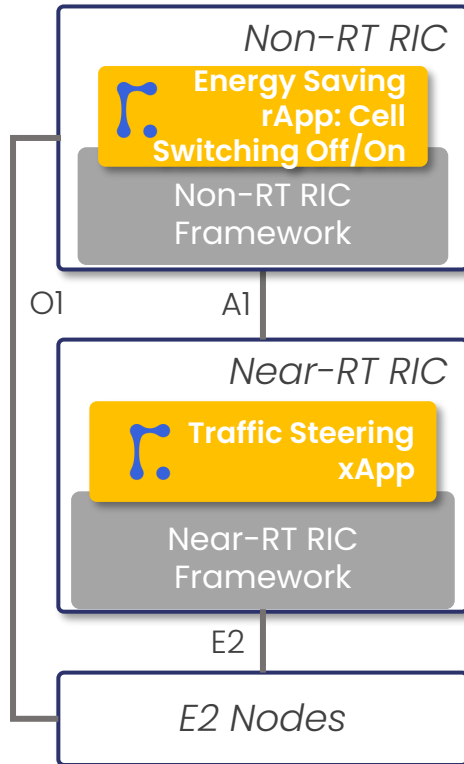 Non-RT RIC
Energy Saving
rApp: Cell
Switching Off/On
Non-RT RIC
Framework
O1
A1
Near-RT RIC
Traffic Steering
xApp
Near-RT RIC
Framework
E2
E2 Nodes